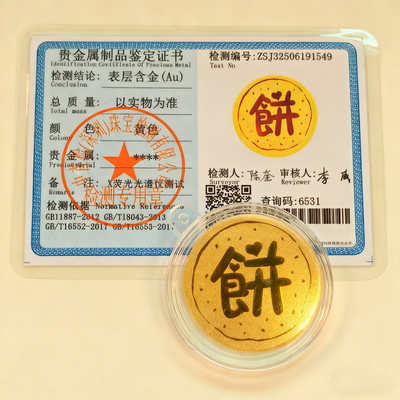 贵金属制品鉴定证书
Identification Certificate Of Precious Metal
检测结论: 表层含金(Au)
Conclusion
总质量: 以实物为准
Total mass
颜色: 黄色
Colour
贵金属: ****
Precious Metal
备注: X荧光光谱仪测试
Remarks
检测依据 Normative Reference
GB11887-2012 GB/T18043-2013
GB/T16552-2017 GB/T16553-2017
检测专用章
检测编号: ZSJ32506191549
Test No
餅
检测人: 陈奎 审核人: 李
Surveyor Reviewer
查询码: 6531
餅